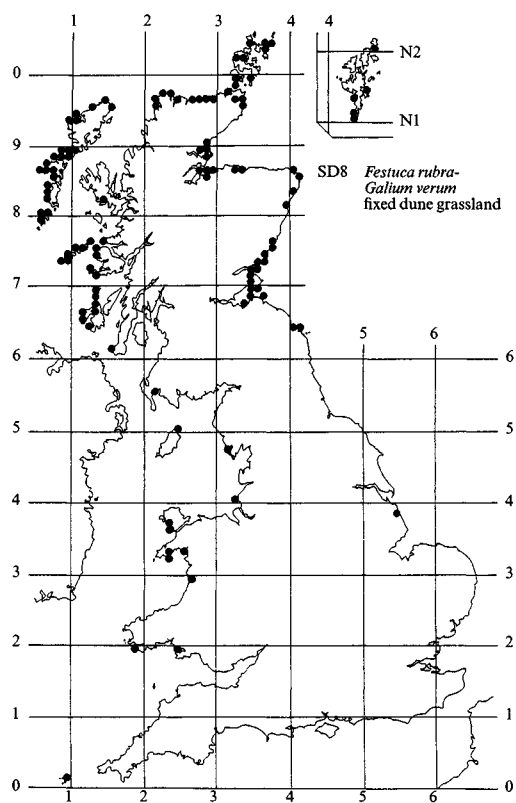 1 2 3 4 4
N2
0
N1
9
SD8 Festuca rubra-
Galium verum
fixed dune grassland
8
7
5 6
6 6
5 5
4 4
3 3
2 2
1 1
0 0
1 2 3 4 5 6